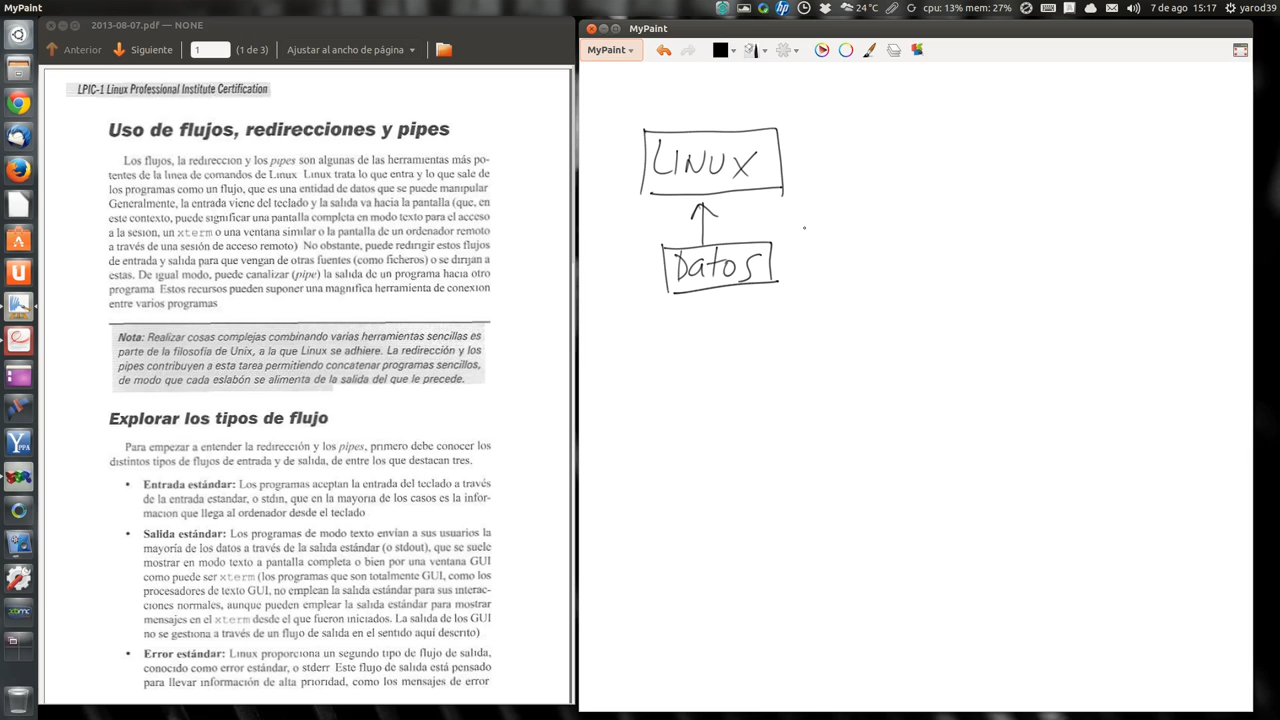 MyPaint
24°C
cpu: 13% mem: 27%
7 de ago
15:17
yarod39
2013-08-07.pdf — NONE
Anterior
Siguiente
1
(1 de 3)
Ajustar al ancho de página
LPIC-1 Linux Professional Institute Certification
Uso de flujos, redirecciones y pipes
Los flujos, la redireccion y los pipes son algunas de las herramientas más po-
tentes de la linea de comandos de Linux Linux trata lo que entra y lo que sale de
los programas como un flujo, que es una entidad de datos que se puede manipular
Generalmente, la entrada viene del teclado y la salida va hacia la pantalla (que, en
este contexto, puede significar una pantalla completa en modo texto para el acceso
a la sesion, un xterm o una ventana similar o la pantalla de un ordenador remoto
a través de una sesión de acceso remoto) No obstante, puede redirigir estos flujos
de entrada y salida para que vengan de otras fuentes (como ficheros) o se dirijan a
estas. De igual modo, puede canalizar (pipe) la salida de un programa hacia otro
programa Estos recursos pueden suponer una magnifica herramienta de conexion
entre varios programas
Nota: Realizar cosas complejas combinando varias herramientas sencillas es
parte de la filosofía de Unix, a la que Linux se adhiere. La redirección y los
pipes contribuyen a esta tarea permitiendo concatenar programas sencillos,
de modo que cada eslabón se alimenta de la salida del que le precede.
Explorar los tipos de flujo
Para empezar a entender la redirección y los pipes, primero debe conocer los
distintos tipos de flujos de entrada y de salida, de entre los que destacan tres.
• Entrada estándar: Los programas aceptan la entrada del teclado a través
de la entrada estandar, o stdin, que en la mayoria de los casos es la infor-
macion que llega al ordenador desde el teclado
• Salida estándar: Los programas de modo texto envian a sus usuarios la
mayoría de los datos a través de la salida estándar (o stdout), que se suele
mostrar en modo texto a pantalla completa o bien por una ventana GUI
como puede ser xterm (los programas que son totalmente GUI, como los
procesadores de texto GUI, no emplean la salida estándar para sus interac-
ciones normales, aunque pueden emplear la salida estándar para mostrar
mensajes en el xterm desde el que fueron iniciados. La salida de los GUI
no se gestiona a través de un flujo de salida en el sentido aquí descrito)
• Error estándar: Linux proporciona un segundo tipo de flujo de salida,
conocido como error estándar, o stderr Este flujo de salida está pensado
para llevar información de alta prioridad, como los mensajes de error
MyPaint
MyPaint
LINUX
DatoS